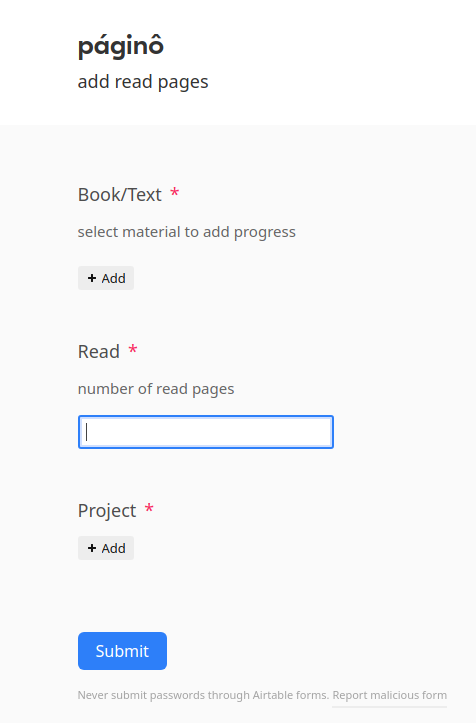 páginô
add read pages
Book/Text *
select material to add progress
+ Add
Read *
number of read pages
Project *
+ Add
Submit
Never submit passwords through Airtable forms. Report malicious form